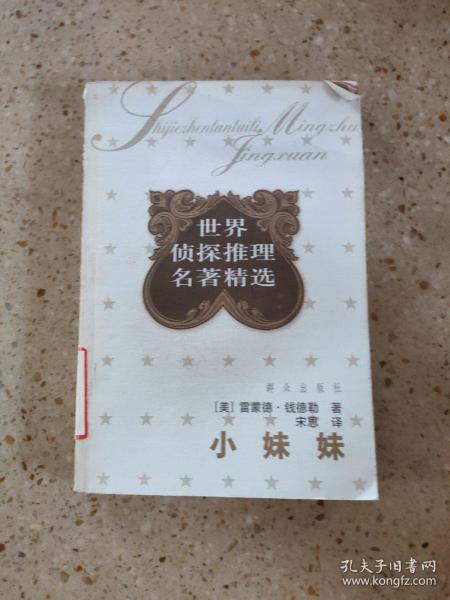 Shijiezhentantuili Mingzhu
Jingxuan
世界
侦探推理
名著精选
群众出版社
[美] 雷蒙德·钱德勒 著
宋思 译
小妹妹
孔夫子旧书网
www.kongfz.com